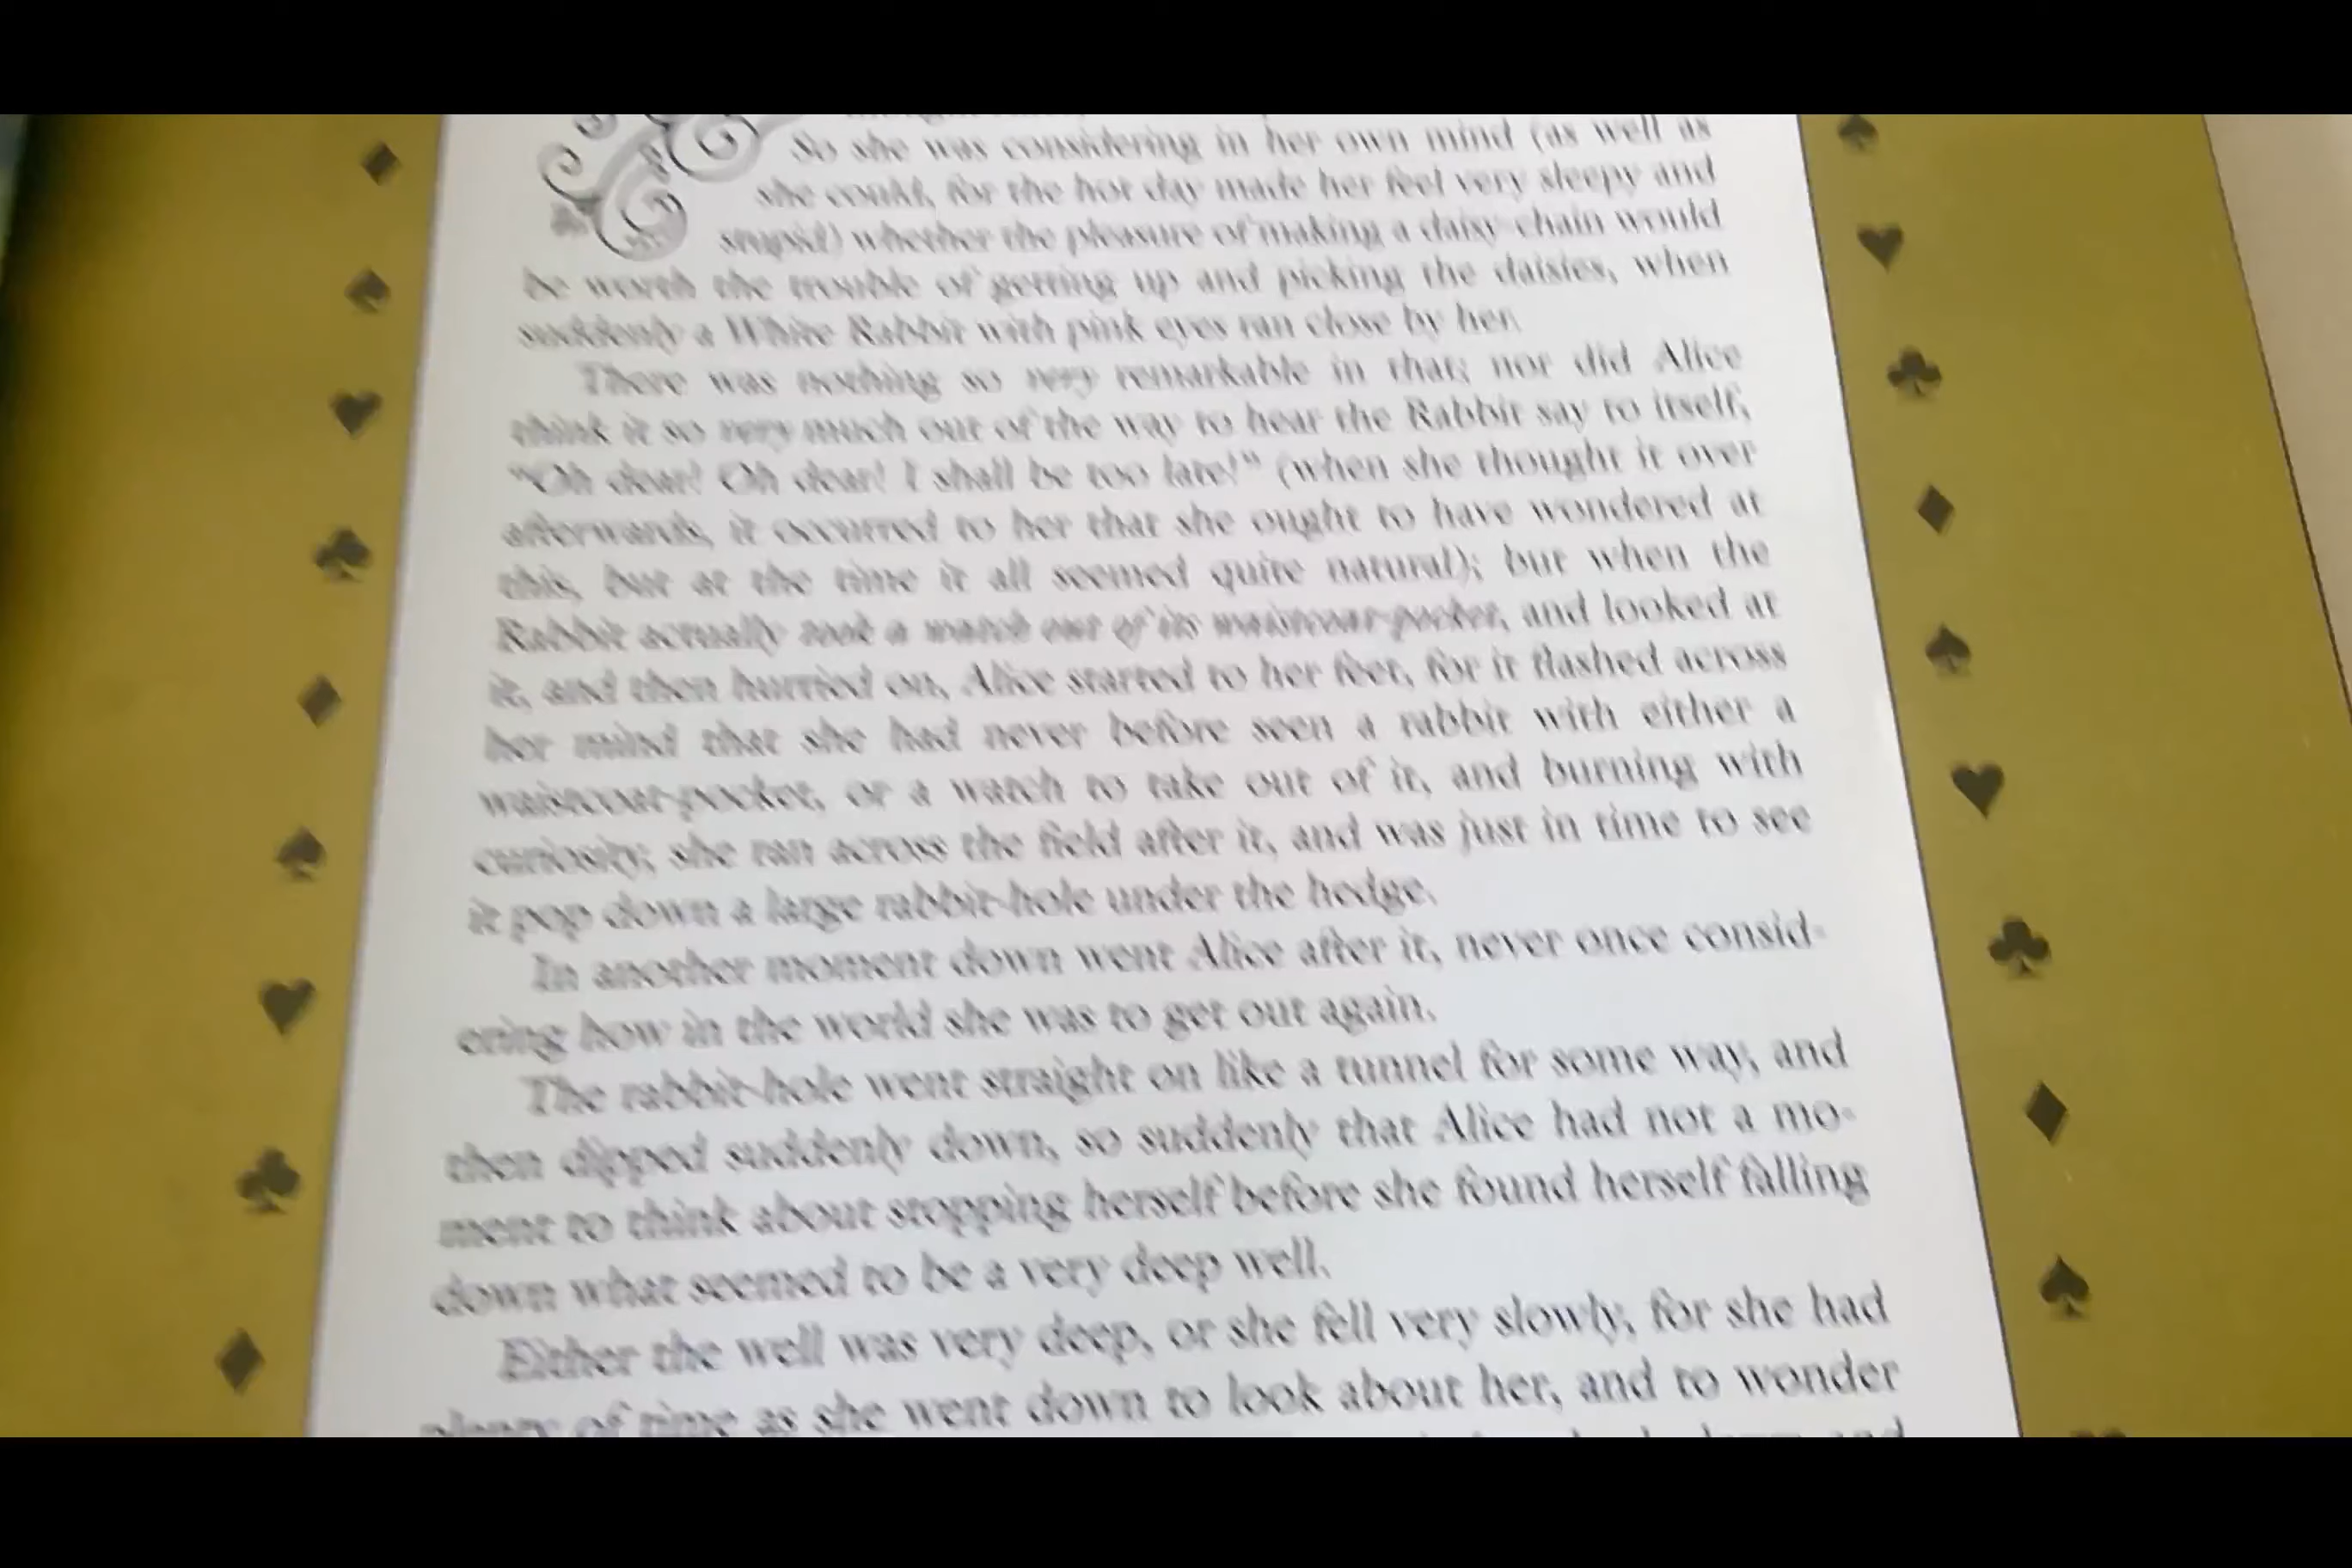 So she was considering in her own mind (as well as
she could, for the hot day made her feel very sleepy and
stupid) whether the pleasure of making a daisy-chain would
be worth the trouble of getting up and picking the daisies, when
suddenly a White Rabbit with pink eyes ran close by her.
There was nothing so very remarkable in that; nor did Alice
think it so very much out of the way to hear the Rabbit say to itself,
“Oh dear! Oh dear! I shall be too late!” (when she thought it over
afterwards, it occurred to her that she ought to have wondered at
this, but at the time it all seemed quite natural); but when the
Rabbit actually took a watch out of its waistcoat-pocket, and looked at
it, and then hurried on, Alice started to her feet, for it flashed across
her mind that she had never before seen a rabbit with either a
waistcoat-pocket, or a watch to take out of it, and burning with
curiosity, she ran across the field after it, and was just in time to see
it pop down a large rabbit-hole under the hedge.
In another moment down went Alice after it, never once consid-
ering how in the world she was to get out again.
The rabbit-hole went straight on like a tunnel for some way, and
then dipped suddenly down, so suddenly that Alice had not a mo-
ment to think about stopping herself before she found herself falling
down what seemed to be a very deep well.
Either the well was very deep, or she fell very slowly, for she had
plenty of time as she went down to look about her, and to wonder